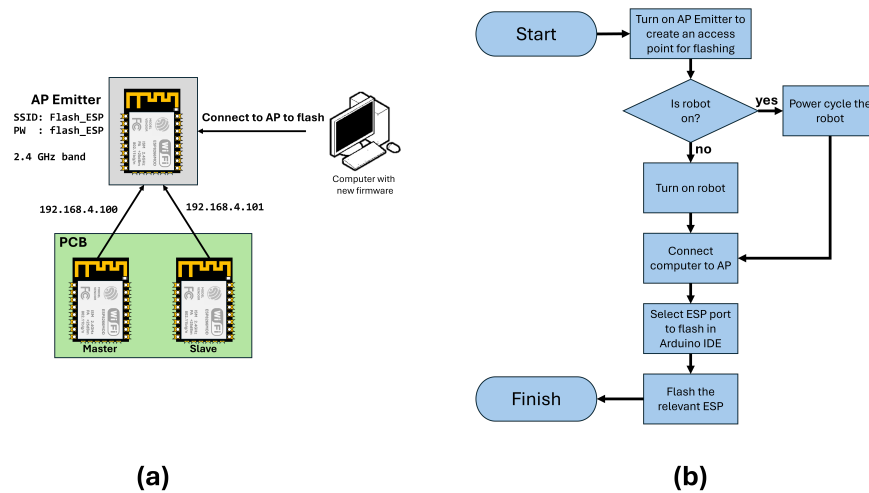 AP Emitter
SSID: Flash_ESP
PW  : flash_ESP
2.4 GHz band
WiFi
Connect to AP to flash
Computer with
new firmware
192.168.4.100
192.168.4.101
PCB
WiFi
WiFi
Master
Slave
(a)
Start
Turn on AP Emitter to
create an access
point for flashing
Is robot
on?
yes
Power cycle the
robot
no
Turn on robot
Connect
computer to AP
Select ESP port
to flash in
Arduino IDE
Flash the
relevant ESP
Finish
(b)